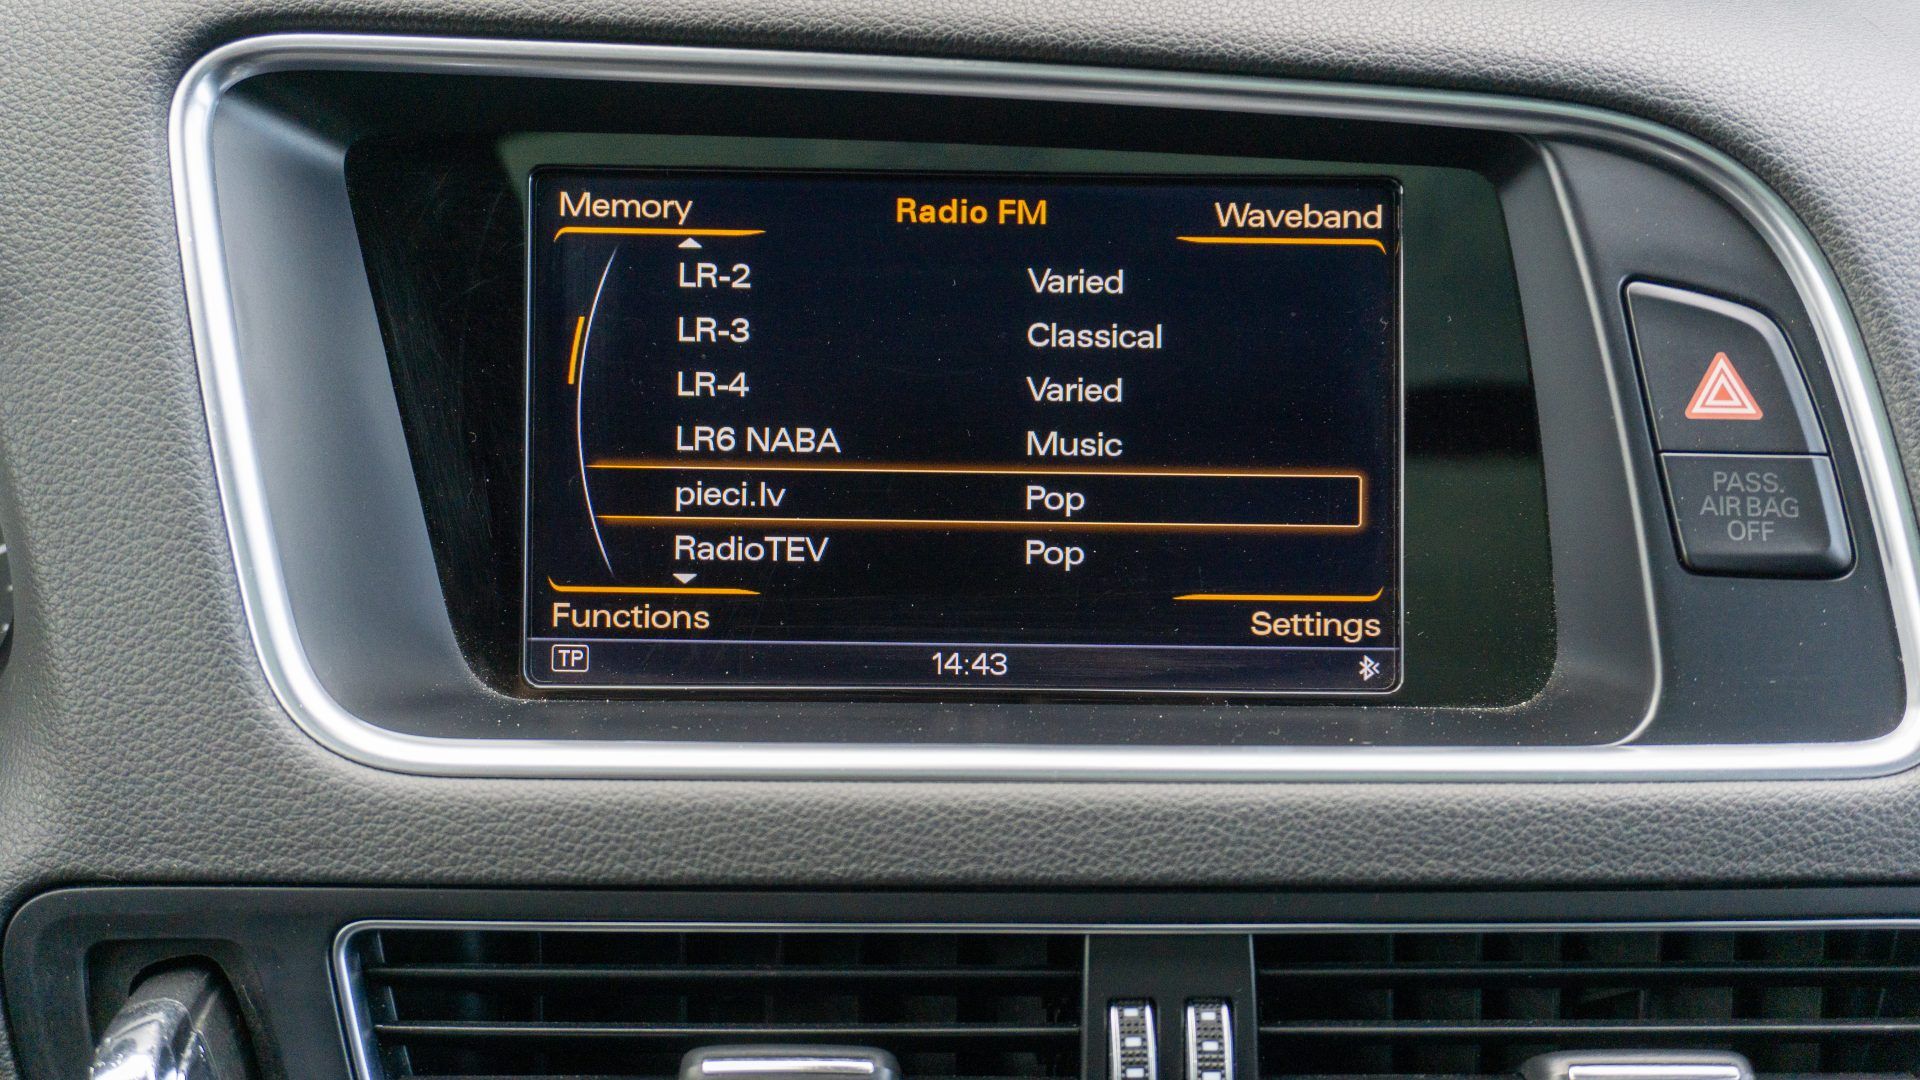 Memory Radio FM Waveband
LR-2 Varied
LR-3 Classical
LR-4 Varied
LR6 NABA Music
pieci.lv Pop
RadioTEV Pop
Functions Settings
TP 14:43
PASS.
AIR BAG
OFF